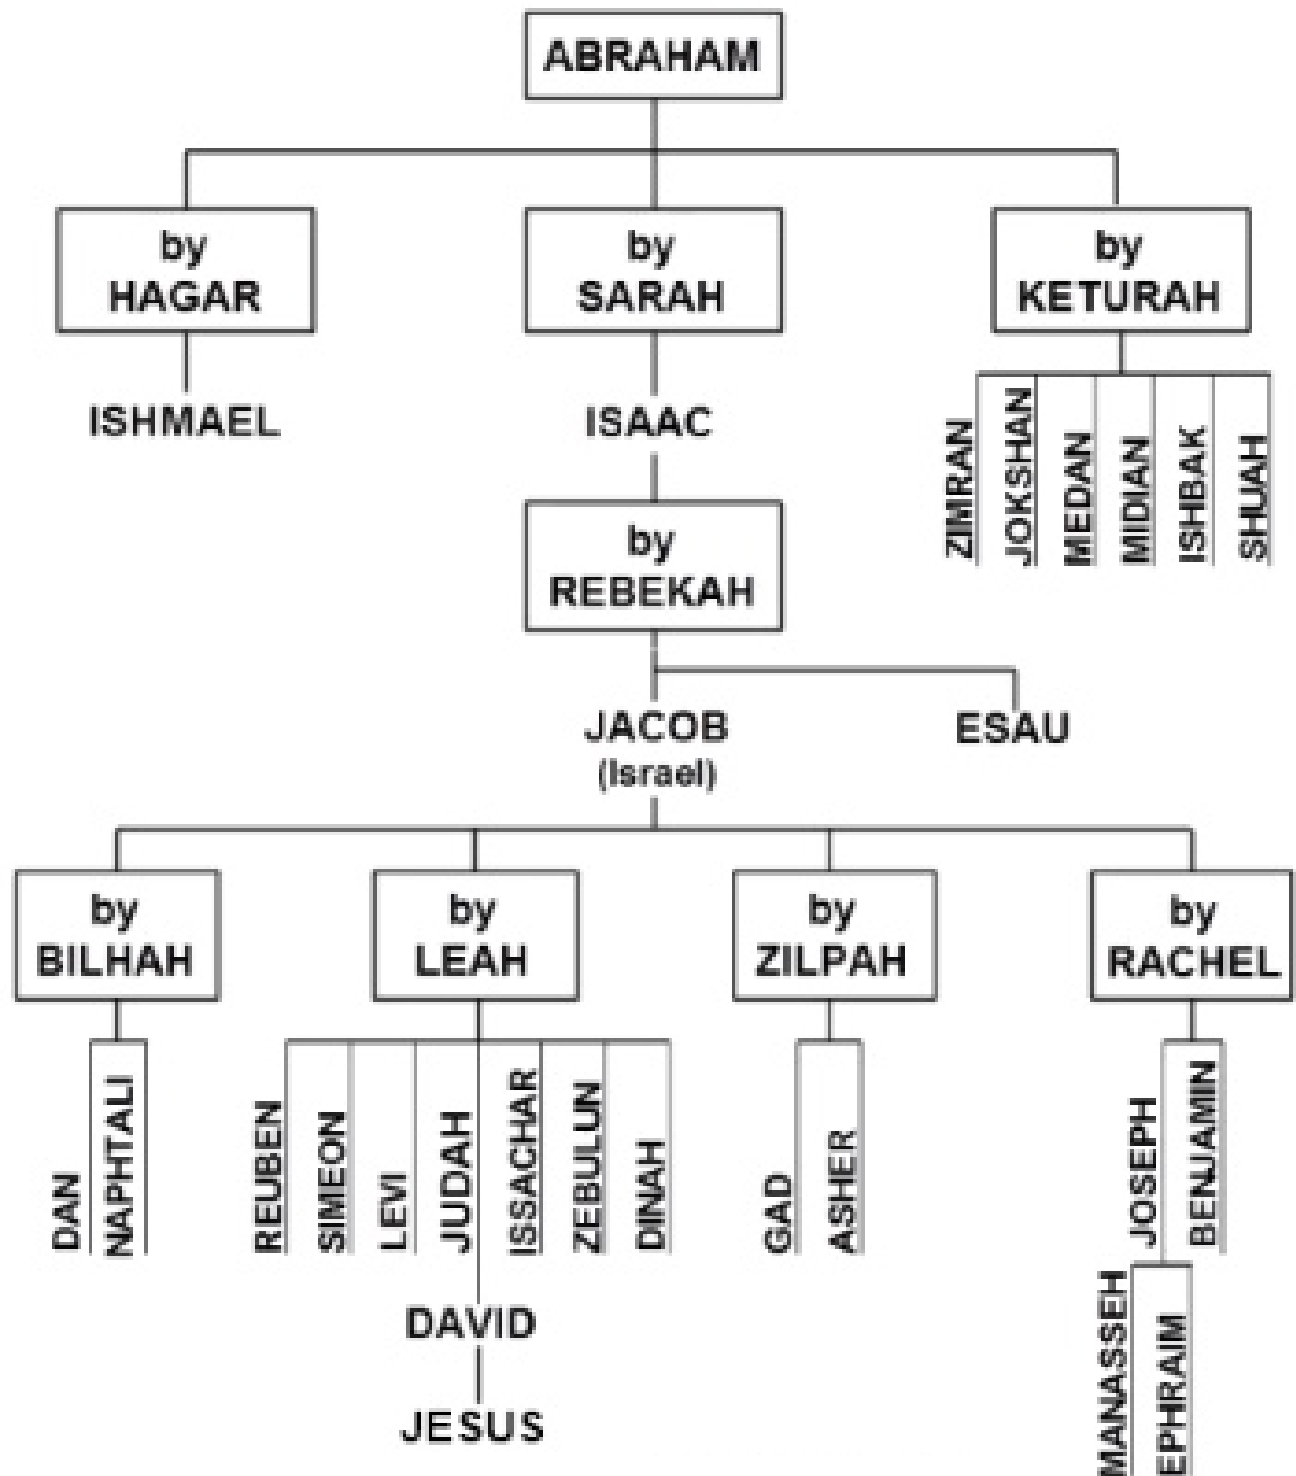 ABRAHAM
by
HAGAR
by
SARAH
by
KETURAH
ISHMAEL
ISAAC
ZIMRAN
JOKSHAN
MEDAN
MIDIAN
ISHBAK
SHUAH
by
REBEKAH
JACOB
(Israel)
ESAU
by
BILHAH
by
LEAH
by
ZILPAH
by
RACHEL
DAN
NAPHTALI
REUBEN
SIMEON
LEVI
JUDAH
ISSACHAR
ZEBULUN
DINAH
GAD
ASHER
JOSEPH
BENJAMIN
DAVID
JESUS
MANASSEH
EPHRAIM